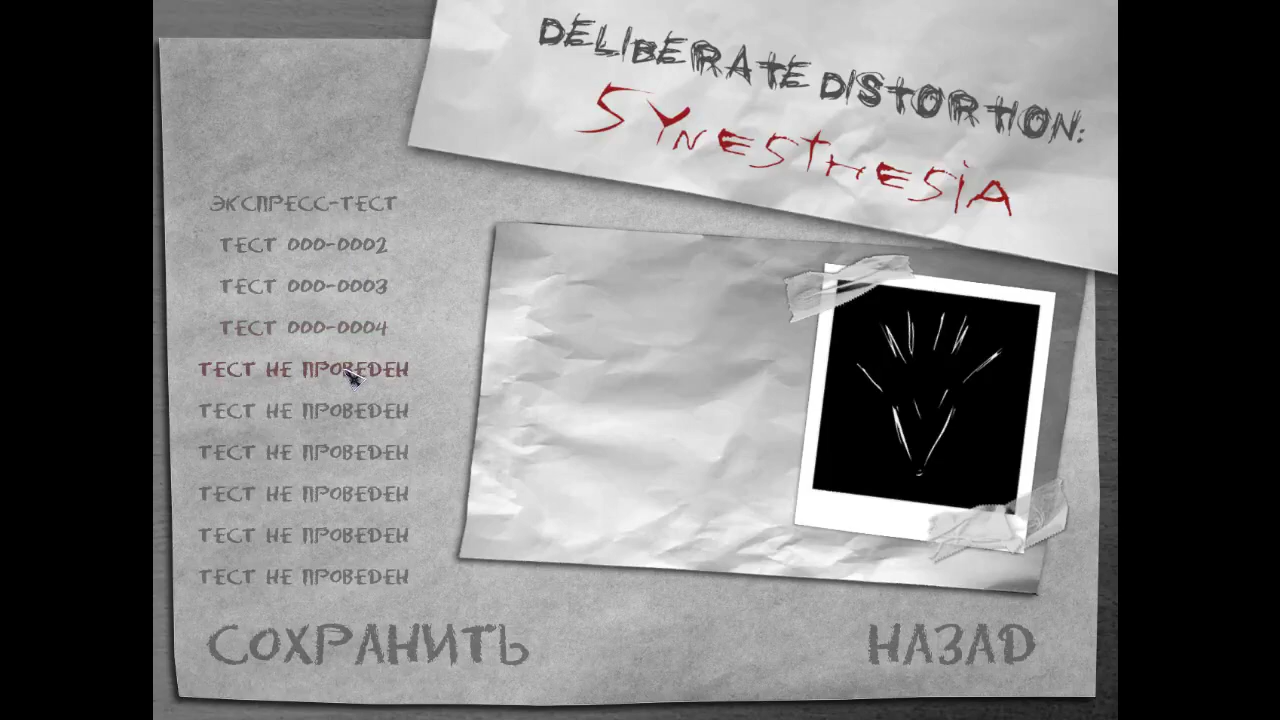 DELIBERATE DISTORTION:
SYNESTHESIA
ЭКСПРЕСС-ТЕСТ
ТЕСТ 000-0002
ТЕСТ 000-0003
ТЕСТ 000-0004
ТЕСТ НЕ ПРОВЕДЕН
ТЕСТ НЕ ПРОВЕДЕН
ТЕСТ НЕ ПРОВЕДЕН
ТЕСТ НЕ ПРОВЕДЕН
ТЕСТ НЕ ПРОВЕДЕН
ТЕСТ НЕ ПРОВЕДЕН
СОХРАНИТЬ
НАЗАД